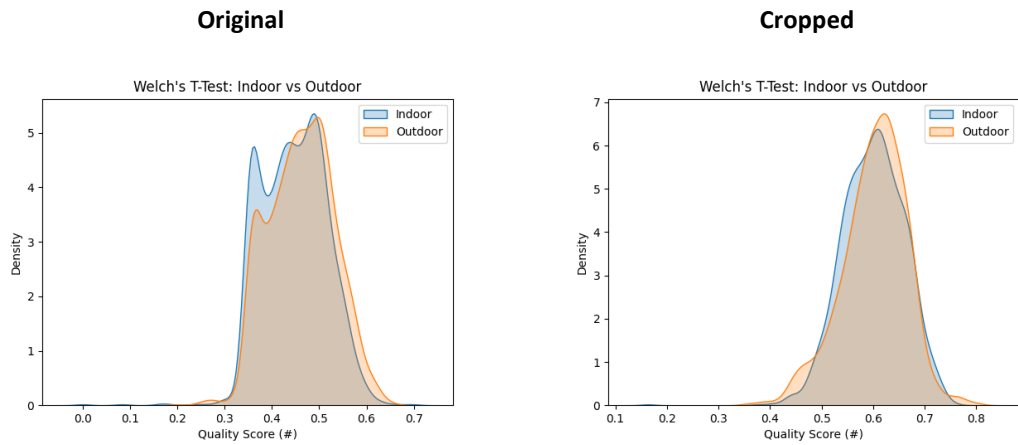 Original
Cropped
Welch's T-Test: Indoor vs Outdoor
Indoor
Outdoor
Density
5
4
3
2
1
0
0.0 0.1 0.2 0.3 0.4 0.5 0.6 0.7
Quality Score (#)
Welch's T-Test: Indoor vs Outdoor
Indoor
Outdoor
Density
7
6
5
4
3
2
1
0
0.1 0.2 0.3 0.4 0.5 0.6 0.7 0.8
Quality Score (#)